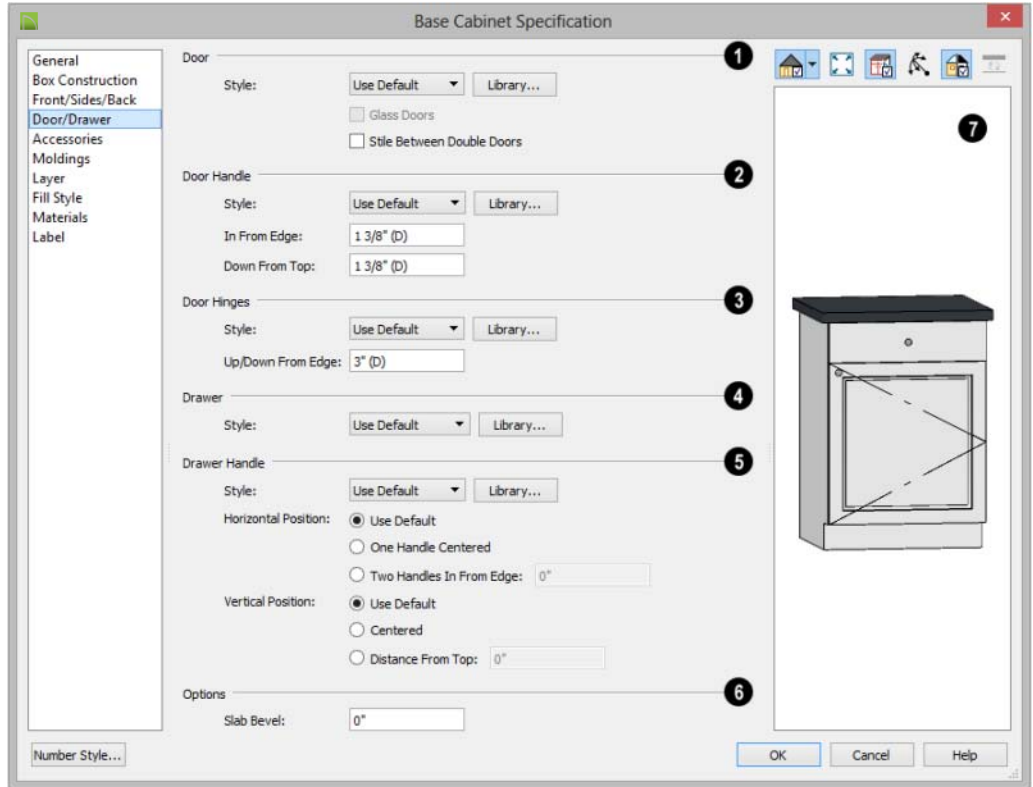 Base Cabinet Specification
General
Box Construction
Front/Sides/Back
Door/Drawer
Accessories
Moldings
Layer
Fill Style
Materials
Label
Door 1
Style: Use Default Library...
Glass Doors
Stile Between Double Doors
Door Handle 2
Style: Use Default Library...
In From Edge: 1 3/8" (D)
Down From Top: 1 3/8" (D)
Door Hinges 3
Style: Use Default Library...
Up/Down From Edge: 3" (D)
Drawer 4
Style: Use Default Library...
Drawer Handle 5
Style: Use Default Library...
Horizontal Position: Use Default
One Handle Centered
Two Handles In From Edge: 0"
Vertical Position: Use Default
Centered
Distance From Top: 0"
Options 6
Slab Bevel: 0"
7
Number Style... OK Cancel Help